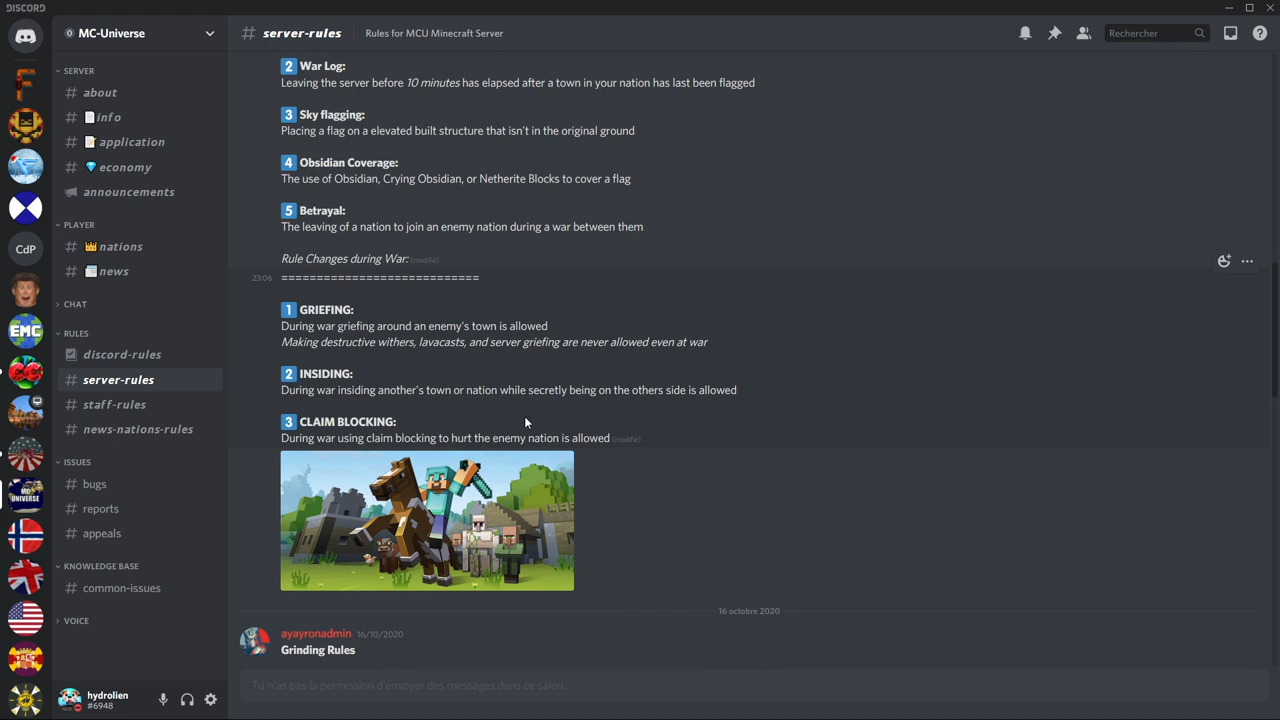 DISCORD
MC-Universe
# server-rules
Rules for MCU Minecraft Server
Rechercher
F
CdP
EMC
MC
UNIVERSE
SERVER
# about
# info
# application
# economy
announcements
PLAYER
# nations
# news
CHAT
RULES
discord-rules
# server-rules
# staff-rules
# news-nations-rules
ISSUES
# bugs
# reports
# appeals
KNOWLEDGE BASE
# common-issues
VOICE
hydrolien
#6948
2 War Log:
Leaving the server before 10 minutes has elapsed after a town in your nation has last been flagged
3 Sky flagging:
Placing a flag on a elevated built structure that isn't in the original ground
4 Obsidian Coverage:
The use of Obsidian, Crying Obsidian, or Netherite Blocks to cover a flag
5 Betrayal:
The leaving of a nation to join an enemy nation during a war between them
Rule Changes during War: (modifié)
23:06 ===========================
1 GRIEFING:
During war griefing around an enemy's town is allowed
Making destructive withers, lavacasts, and server griefing are never allowed even at war
2 INSIDING:
During war insiding another's town or nation while secretly being on the others side is allowed
3 CLAIM BLOCKING:
During war using claim blocking to hurt the enemy nation is allowed (modifié)
16 octobre 2020
ayayronadmin 16/10/2020
Grinding Rules
Tu n'as pas la permission d'envoyer des messages dans ce salon.